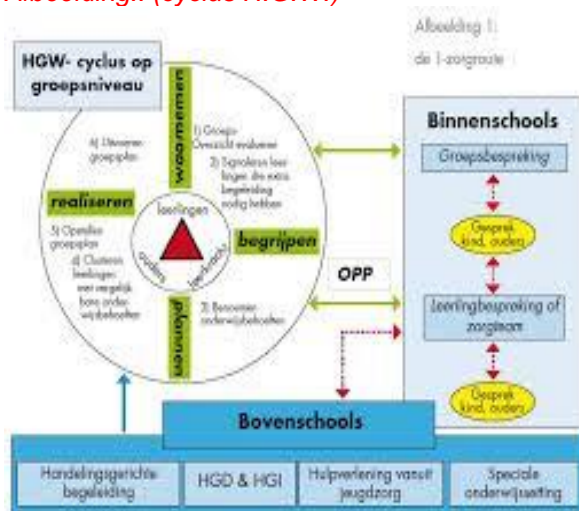 Afbeelding: (cyclus HGW)
Afbeelding 1:
de 1-zorgroute
HGW- cyclus op
groepsniveau
waarnemen
1) Groeps-
Overzicht evalueren
2) Signaleren leer
lingen die extra
begeleiding
nodig hebben
begrijpen
3) Benoemen
onderwijsbehoeften
plannen
4) Clusteren
leerlingen
met vergelijk
bare onder
wijsbehoeften
5) Opstellen
groepsplan
realiseren
6) Uitvoeren
groepsplan
leerlingen
ouders
leerkracht
OPP
Binnenschools
Groepsbespreking
Gesprek
kind, ouders
Leerlingbespreking of
zorgteam
Gesprek
kind, ouders
Bovenschools
Handelingsgerichte
begeleiding
HGD & HGI
Hulpverlening vanuit
jeugdzorg
Speciale
onderwijssetting